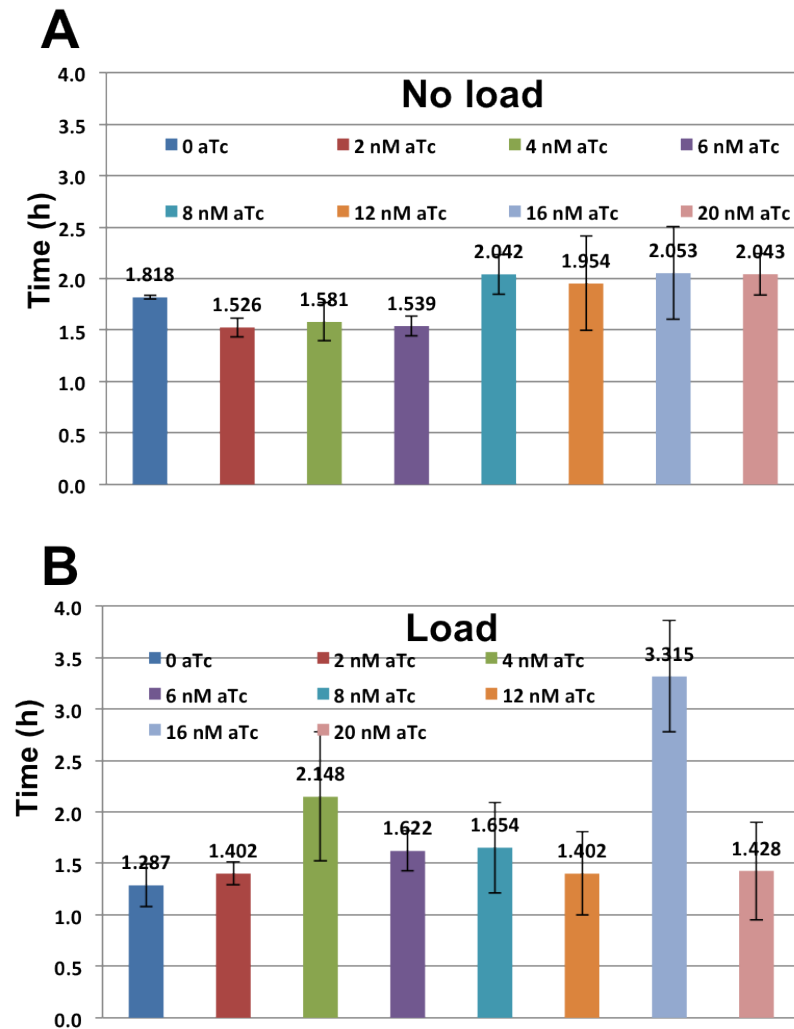 A
No load
4.0
3.5
3.0
2.5
2.0
1.5
1.0
0.5
0.0
Time (h)
0 aTc 2 nM aTc 4 nM aTc 6 nM aTc
8 nM aTc 12 nM aTc 16 nM aTc 20 nM aTc
1.818 1.526 1.581 1.539 2.042 1.954 2.053 2.043
B
Load
4.0
3.5
3.0
2.5
2.0
1.5
1.0
0.5
0.0
Time (h)
0 aTc 2 nM aTc 4 nM aTc
6 nM aTc 8 nM aTc 12 nM aTc
16 nM aTc 20 nM aTc
1.287 1.402 2.148 1.622 1.654 1.402 3.315 1.428